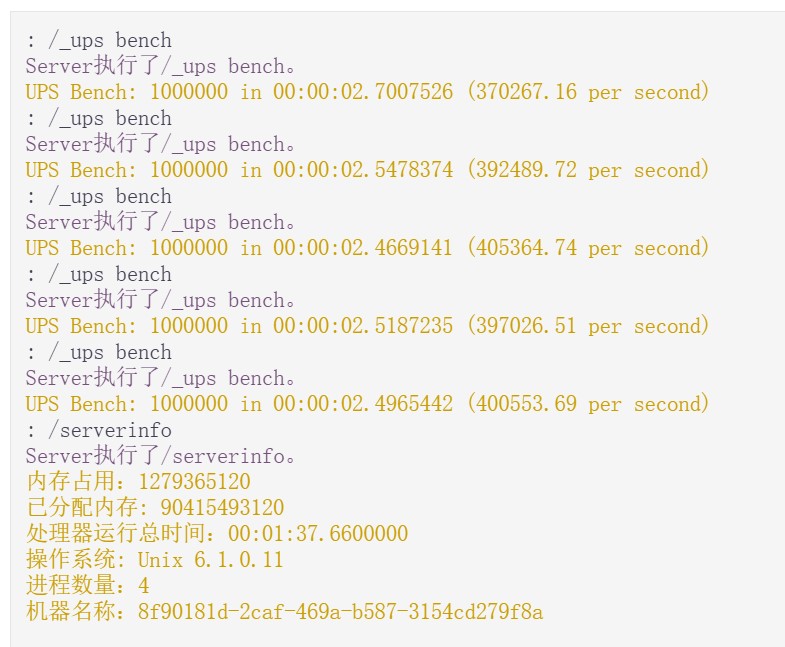 : /_ups bench
Server执行了/_ups bench。
UPS Bench: 1000000 in 00:00:02.7007526 (370267.16 per second)
: /_ups bench
Server执行了/_ups bench。
UPS Bench: 1000000 in 00:00:02.5478374 (392489.72 per second)
: /_ups bench
Server执行了/_ups bench。
UPS Bench: 1000000 in 00:00:02.4669141 (405364.74 per second)
: /_ups bench
Server执行了/_ups bench。
UPS Bench: 1000000 in 00:00:02.5187235 (397026.51 per second)
: /_ups bench
Server执行了/_ups bench。
UPS Bench: 1000000 in 00:00:02.4965442 (400553.69 per second)
: /serverinfo
Server执行了/serverinfo。
内存占用：1279365120
已分配内存: 90415493120
处理器运行总时间：00:01:37.6600000
操作系统: Unix 6.1.0.11
进程数量：4
机器名称：8f90181d-2caf-469a-b587-3154cd279f8a